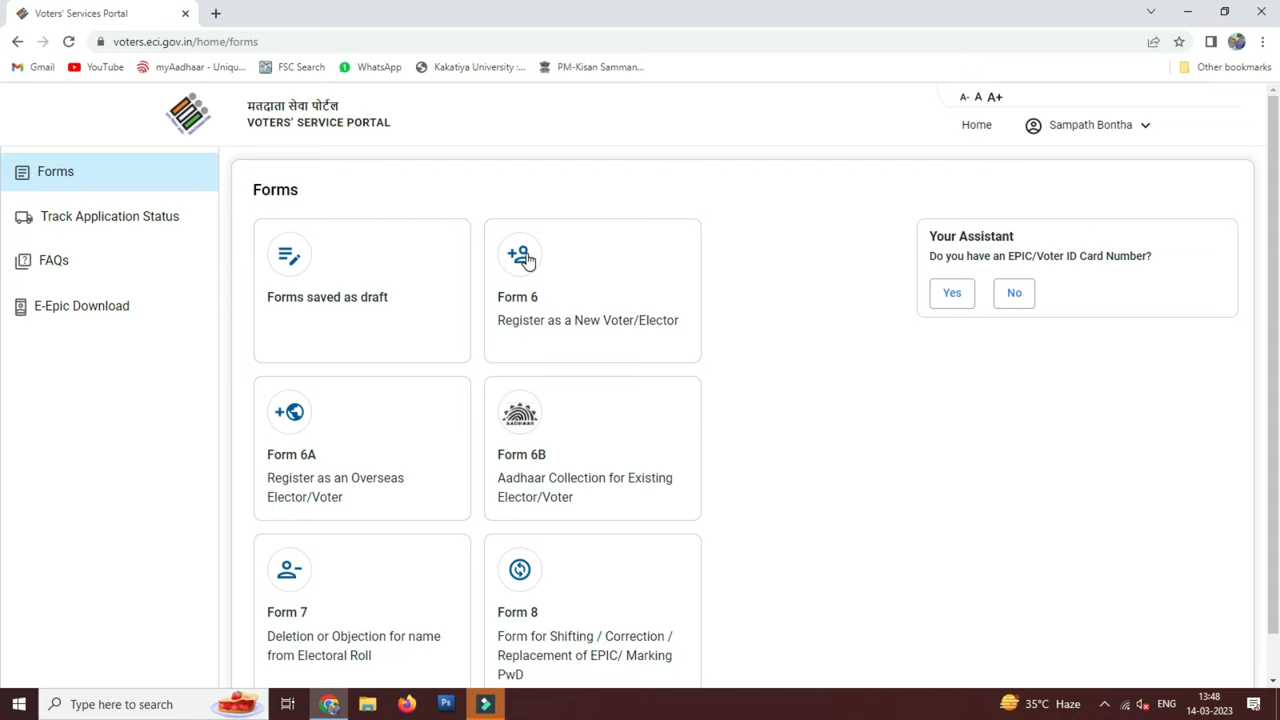 Voters' Services Portal
voters.eci.gov.in/home/forms
Gmail
YouTube
myAadhaar - Uniqu...
FSC Search
WhatsApp
Kakatiya University :...
PM-Kisan Samman...
Other bookmarks
मतदाता सेवा पोर्टल
VOTERS' SERVICE PORTAL
A- A A+
Home
Sampath Bontha
Forms
Track Application Status
FAQs
E-Epic Download
Forms
Forms saved as draft
Form 6
Register as a New Voter/Elector
Form 6A
Register as an Overseas
Elector/Voter
AADHAAR
Form 6B
Aadhaar Collection for Existing
Elector/Voter
Form 7
Deletion or Objection for name
from Electoral Roll
Form 8
Form for Shifting / Correction /
Replacement of EPIC/ Marking
PwD
Your Assistant
Do you have an EPIC/Voter ID Card Number?
Yes
No
Type here to search
Ps
35°C Haze
ENG
13:48
14-03-2023